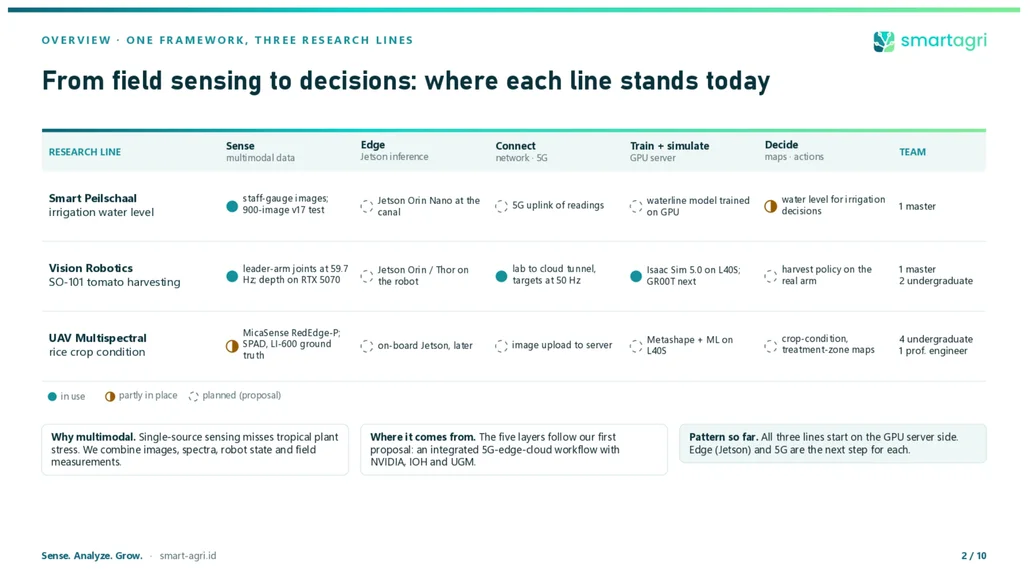 OVERVIEW · ONE FRAMEWORK, THREE RESEARCH LINES
smartagri
From field sensing to decisions: where each line stands today
RESEARCH LINE
Sense
multimodal data
Edge
Jetson inference
Connect
network · 5G
Train + simulate
GPU server
Decide
maps · actions
TEAM
Smart Peilschaal
irrigation water level
staff-gauge images;
900-image v17 test
Jetson Orin Nano at the
canal
5G uplink of readings
waterline model trained
on GPU
water level for irrigation
decisions
1 master
Vision Robotics
SO-101 tomato harvesting
leader-arm joints at 59.7
Hz; depth on RTX 5070
Jetson Orin / Thor on
the robot
lab to cloud tunnel,
targets at 50 Hz
Isaac Sim 5.0 on L40S;
GR00T next
harvest policy on the
real arm
1 master
2 undergraduate
UAV Multispectral
rice crop condition
MicaSense RedEdge-P;
SPAD, LI-600 ground
truth
on-board Jetson, later
image upload to server
Metashape + ML on
L40S
crop-condition,
treatment-zone maps
4 undergraduate
1 prof. engineer
in use
partly in place
planned (proposal)
Why multimodal. Single-source sensing misses tropical plant
stress. We combine images, spectra, robot state and field
measurements.
Where it comes from. The five layers follow our first
proposal: an integrated 5G-edge-cloud workflow with
NVIDIA, IOH and UGM.
Pattern so far. All three lines start on the GPU server side.
Edge (Jetson) and 5G are the next step for each.
Sense. Analyze. Grow. · smart-agri.id
2 / 10